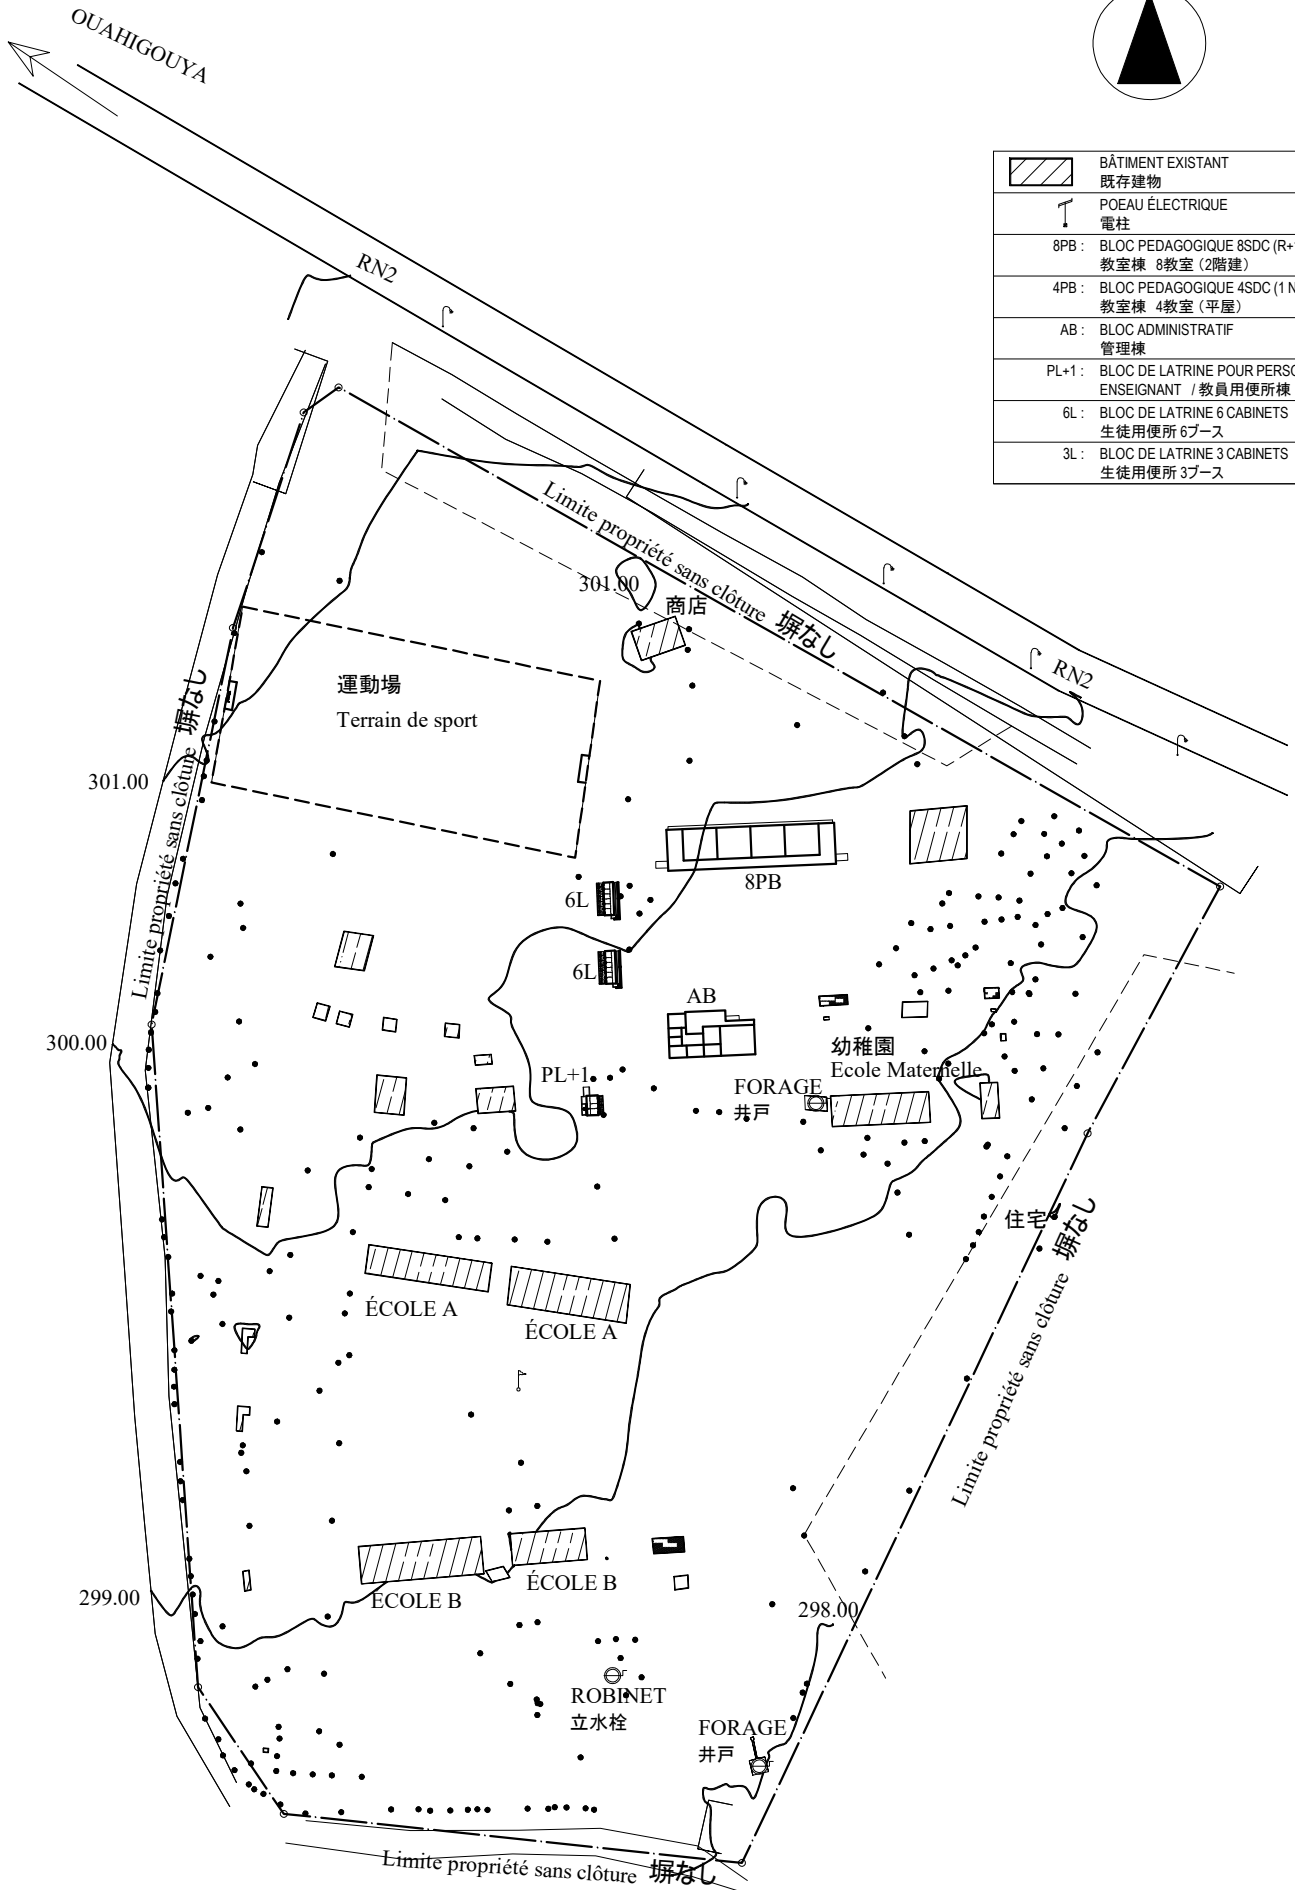 OUAHIGOUYA
BÂTIMENT EXISTANT
既存建物
POEAU ÉLECTRIQUE
電柱
8PB : BLOC PEDAGOGIQUE 8SDC (R+
教室棟 8教室（2階建）
4PB : BLOC PEDAGOGIQUE 4SDC (1 N
教室棟 4教室（平屋）
AB : BLOC ADMINISTRATIF
管理棟
PL+1 : BLOC DE LATRINE POUR PERSO
ENSEIGNANT / 教員用便所棟
6L : BLOC DE LATRINE 6 CABINETS
生徒用便所 6ブース
3L : BLOC DE LATRINE 3 CABINETS
生徒用便所 3ブース
RN2
Limite propriété sans clôture 塀なし
301.00
商店
RN2
運動場
Terrain de sport
301.00
Limite propriété sans clôture 塀なし
8PB
6L
6L
AB
300.00
幼稚園
Ecole Maternelle
PL+1
FORAGE
井戸
住宅
Limite propriété sans clôture 塀なし
ÉCOLE A
ÉCOLE A
299.00
ÉCOLE B
ÉCOLE B
298.00
ROBINET
立水栓
FORAGE
井戸
Limite propriété sans clôture 塀なし